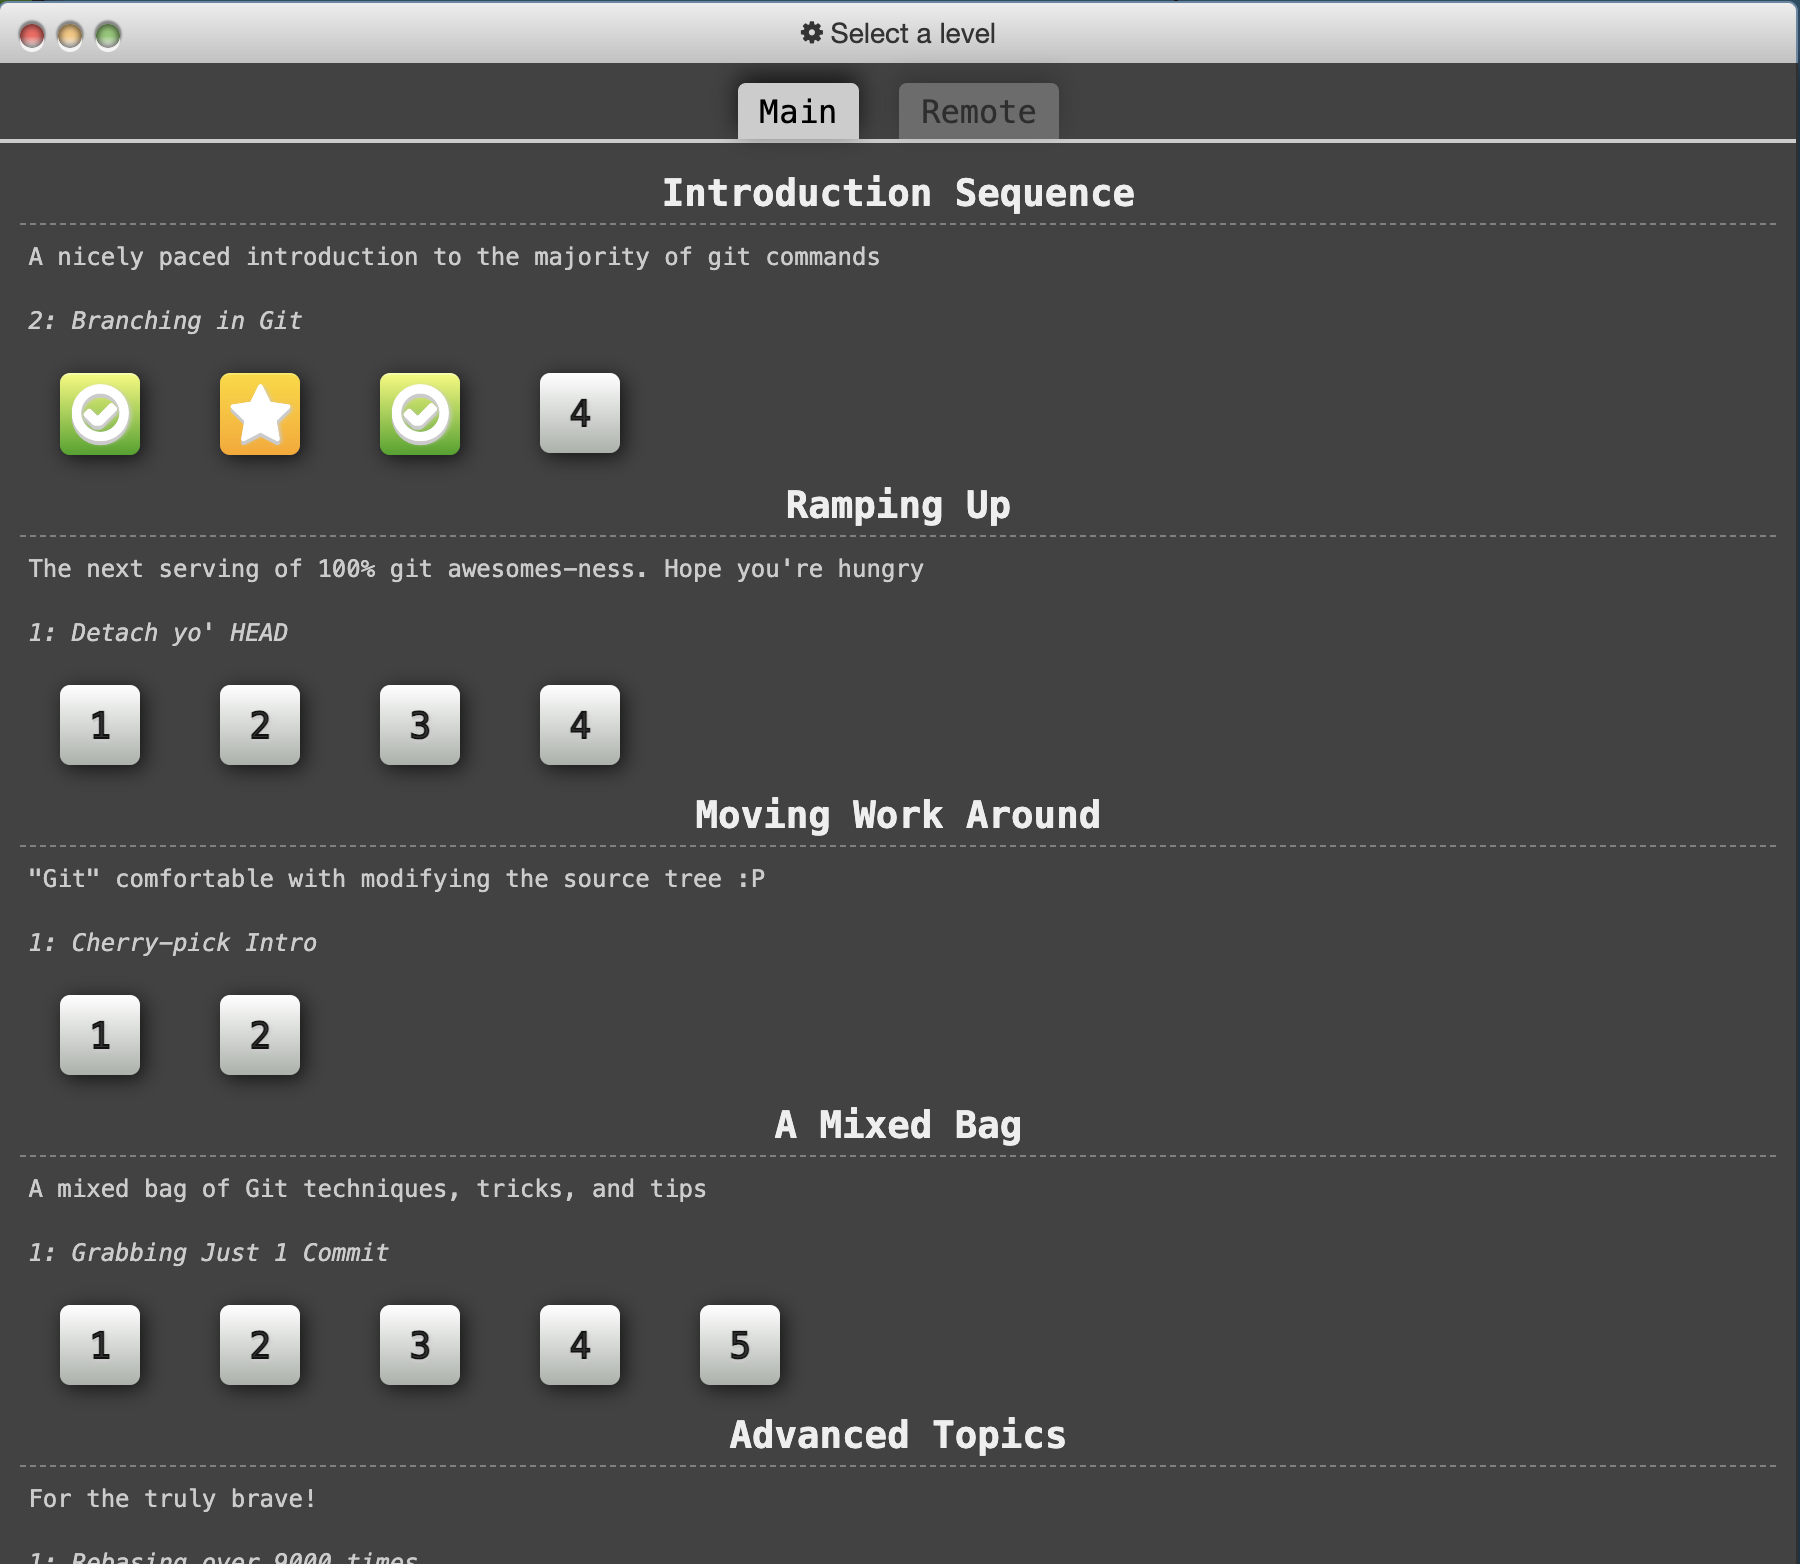 Select a level
Main Remote
Introduction Sequence
A nicely paced introduction to the majority of git commands
2: Branching in Git
4
Ramping Up
The next serving of 100% git awesomes-ness. Hope you're hungry
1: Detach yo' HEAD
1 2 3 4
Moving Work Around
"Git" comfortable with modifying the source tree :P
1: Cherry-pick Intro
1 2
A Mixed Bag
A mixed bag of Git techniques, tricks, and tips
1: Grabbing Just 1 Commit
1 2 3 4 5
Advanced Topics
For the truly brave!
1: Rebasing over 9000 times